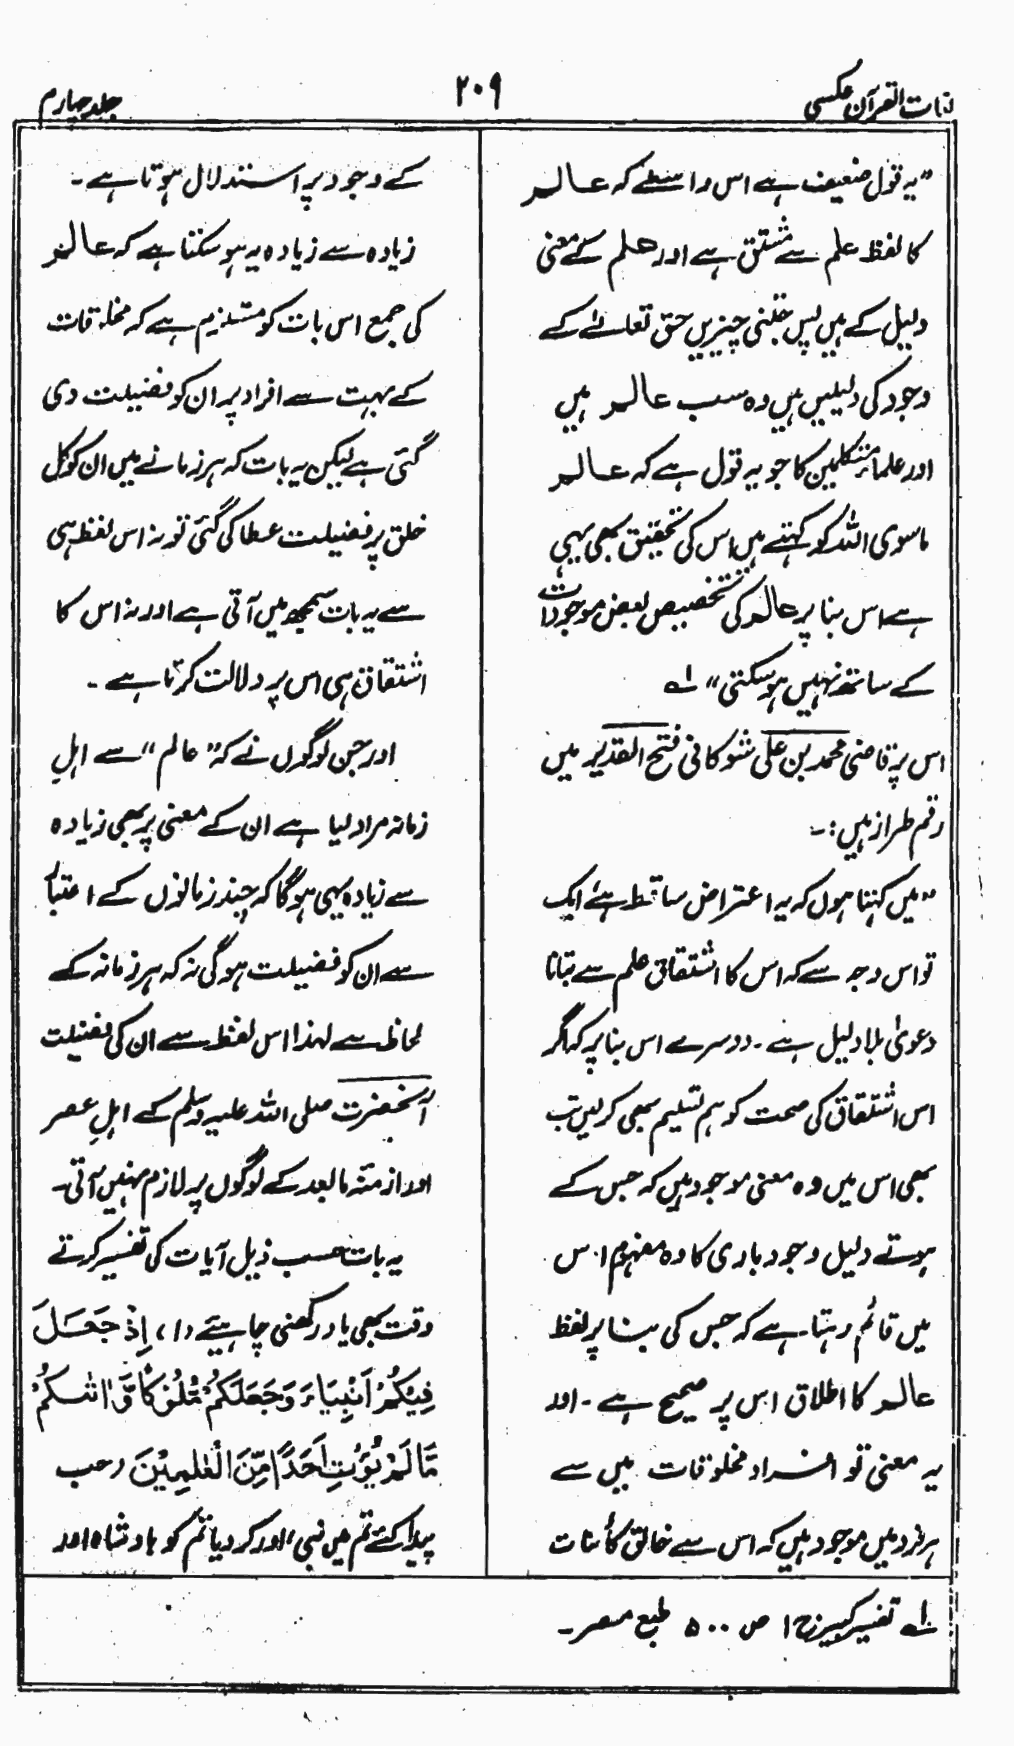 لغات القرآن عکسی
۲۰۹
جلد چہارم
”یہ قول ضعیف ہے اس واسطے کہ عالم
کا لفظ علم سے مشتق ہے اور علم کے معنی
دلیل کے ہیں پس جتنی چیزیں حق تعالےٰ کے
وجود کی دلیلیں ہیں وہ سب عالم ہیں
اور علمائے متکلمین کا جو یہ قول ہے کہ عالم
ماسوی اللہ کو کہتے ہیں اس کی تحقیق بھی یہی
ہے اس بنا پر عالم کی تخصیص بعض موجودات
کے ساتھ نہیں ہو سکتی“ لہ
اس پر قاضی محمد بن علی شوکانی فتح القدیر میں
رقم طراز ہیں:۔
”میں کہتا ہوں کہ یہ اعتراض ساقط ہے ایک
تو اس وجہ سے کہ اس کا اشتقاق علم سے بتانا
دعویٰ بلا دلیل ہے۔ دوسرے اس بنا پر کہ اگر
اس اشتقاق کی صحت کو ہم تسلیم بھی کر لیں تب
بھی اس میں وہ معنی موجود ہیں کہ جس کے
ہوتے دلیل وجود باری کا وہ مفہوم اس
میں قائم رہتا ہے کہ جس کی بنا پر لفظ
عالم کا اطلاق اس پر صحیح ہے۔ اور
یہ معنی تو افراد مخلوقات میں سے
ہر فرد میں موجود ہیں کہ اس سے خالق کائنات
کے وجود پر استدلال ہوتا ہے۔
زیادہ سے زیادہ یہ ہو سکتا ہے کہ عالم
کی جمع اس بات کو مستلزم ہے کہ مخلوقات
کے بہت سے افراد پر ان کو فضیلت دی
گئی ہے لیکن یہ بات کہ ہر زمانے میں ان کو کل
خلق پر فضیلت عطا کی گئی تو نہ اس لفظ ہی
سے یہ بات سمجھ میں آتی ہے اور نہ اس کا
اشتقاق ہی اس پر دلالت کرتا ہے۔
اور جن لوگوں نے کہ ”عالم“ سے اہلِ
زمانہ مراد لیا ہے ان کے معنی پر بھی زیادہ
سے زیادہ یہی ہوگا کہ چند زمانوں کے اعتبار
سے ان کو فضیلت ہوگی نہ کہ ہر زمانہ کے
لحاظ سے لہذا اس لفظ سے ان کی فضیلت
آنحضرت صلی اللہ علیہ وسلم کے اہلِ عصر
اور ازمنہ مابعد کے لوگوں پر لازم نہیں آتی۔
یہ بات حسب ذیل آیات کی تفسیر کرتے
وقت بھی یاد رکھنی چاہیئے (۱) اِذْ جَعَلَ
فِیْکُمْ اَنْبِیَاءَ وَجَعَلَکُمْ مُّلُوْکًا وَّاٰتٰىکُمْ
مَّا لَمْ یُؤْتِ اَحَدًا مِّنَ الْعٰلَمِیْنَ (جب
پیدا کئے تم میں نبی، اور کر دیا تم کو بادشاہ اور
لہ تفسیر کبیر ج ۱ ص ۵۰۰ طبع مصر۔